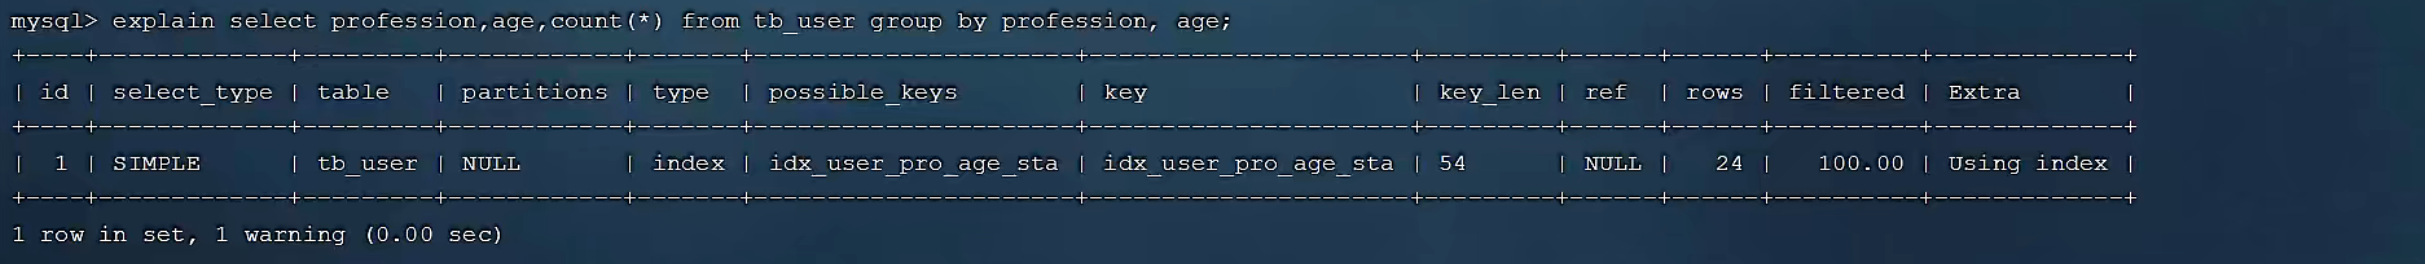 mysql> explain select profession,age,count(*) from tb_user group by profession, age;
+----+-------------+---------+------------+-------+----------------------+----------------------+---------+------+------+----------+-------------+
| id | select_type | table   | partitions | type  | possible_keys        | key                  | key_len | ref  | rows | filtered | Extra       |
+----+-------------+---------+------------+-------+----------------------+----------------------+---------+------+------+----------+-------------+
|  1 | SIMPLE      | tb_user | NULL       | index | idx_user_pro_age_sta | idx_user_pro_age_sta | 54      | NULL |   24 |   100.00 | Using index |
+----+-------------+---------+------------+-------+----------------------+----------------------+---------+------+------+----------+-------------+
1 row in set, 1 warning (0.00 sec)